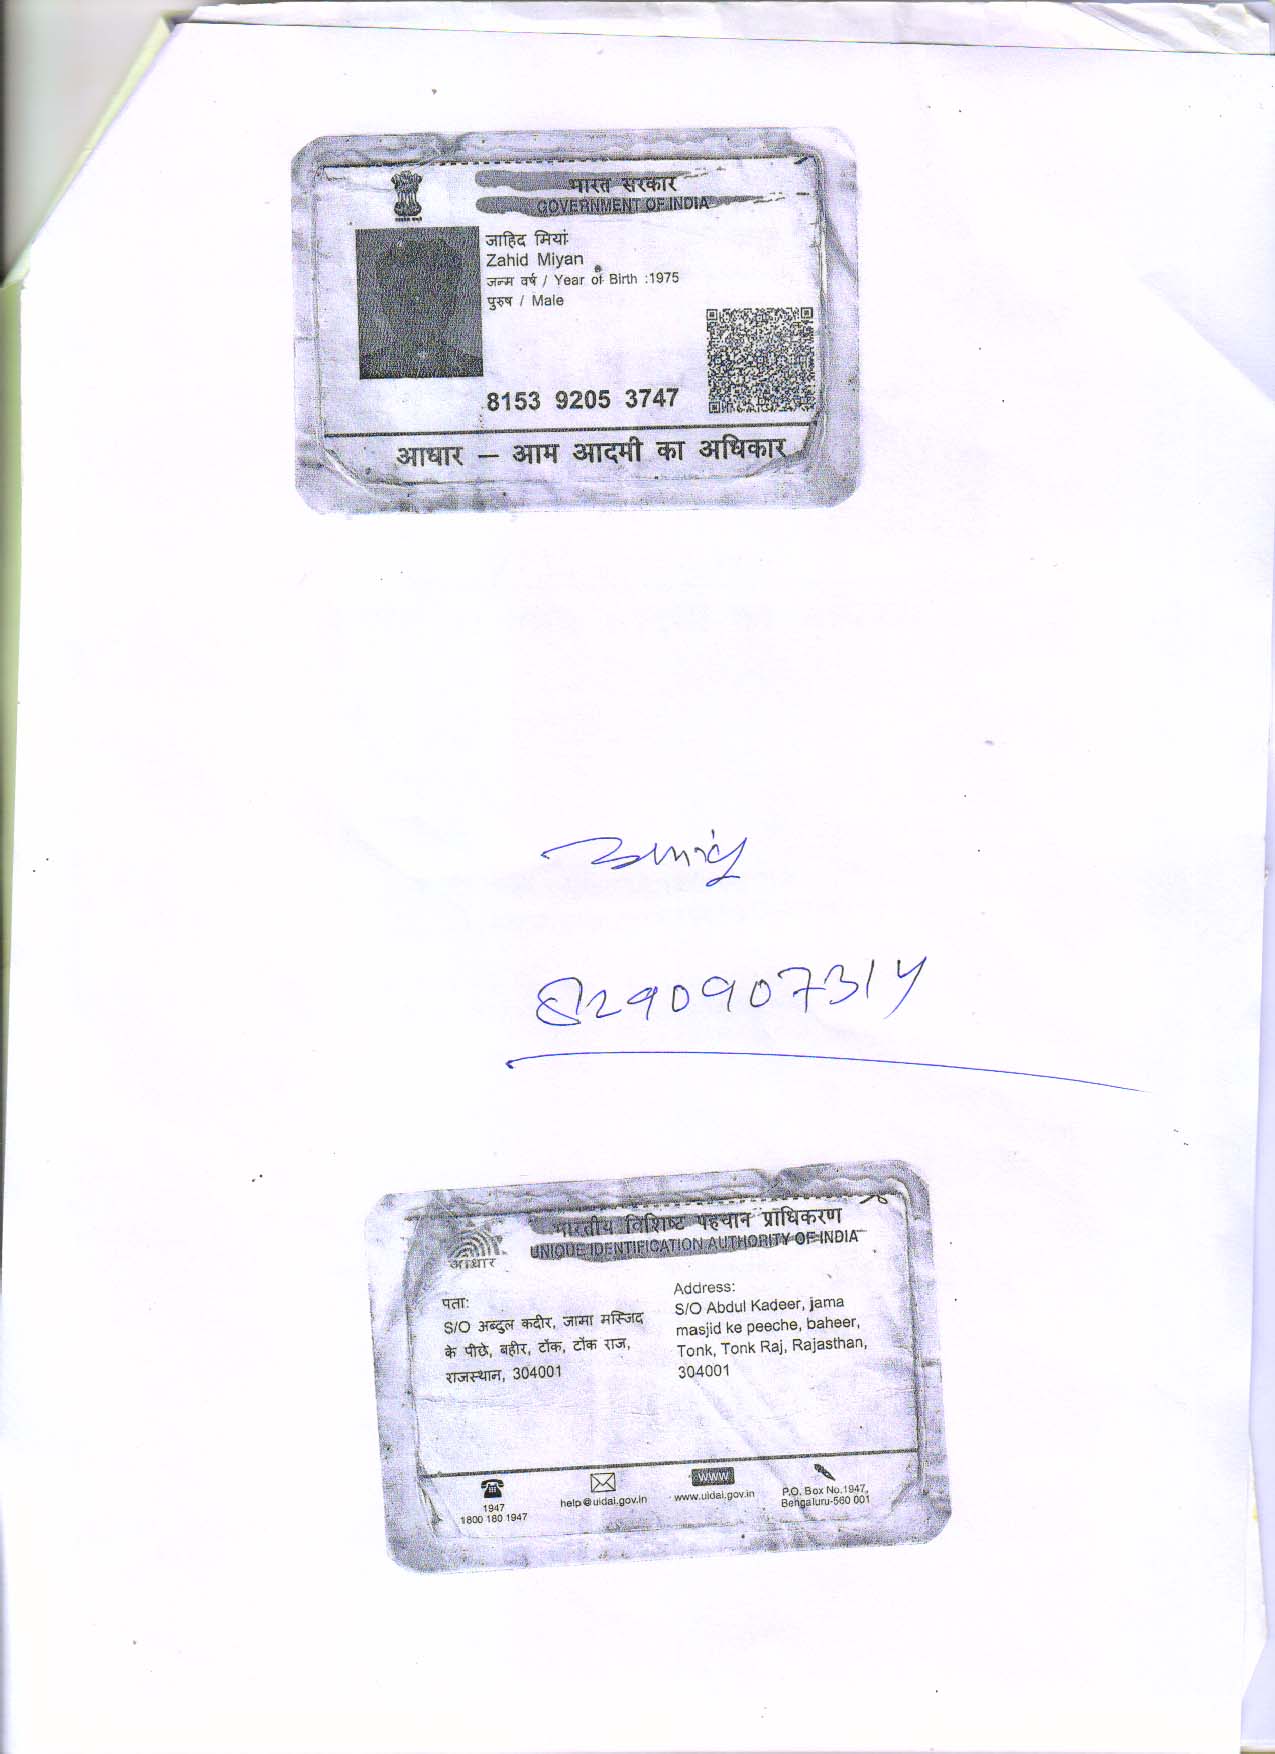 भारत सरकार
GOVERNMENT OF INDIA
जाहिद मियां
Zahid Miyan
जन्म वर्ष / Year of Birth :1975
पुरुष / Male
8153 9205 3747
आधार – आम आदमी का अधिकार
8290907314
भारतीय विशिष्ट पहचान प्राधिकरण
UNIQUE IDENTIFICATION AUTHORITY OF INDIA
आधार
पता:
S/O अब्दुल कदीर, जामा मस्जिद
के पीछे, बहीर, टोंक, टोंक राज,
राजस्थान, 304001
Address:
S/O Abdul Kadeer, jama
masjid ke peeche, baheer,
Tonk, Tonk Raj, Rajasthan,
304001
1947
1800 180 1947
help@uidai.gov.in
www
www.uidai.gov.in
P.O. Box No.1947,
Bengaluru-560 001